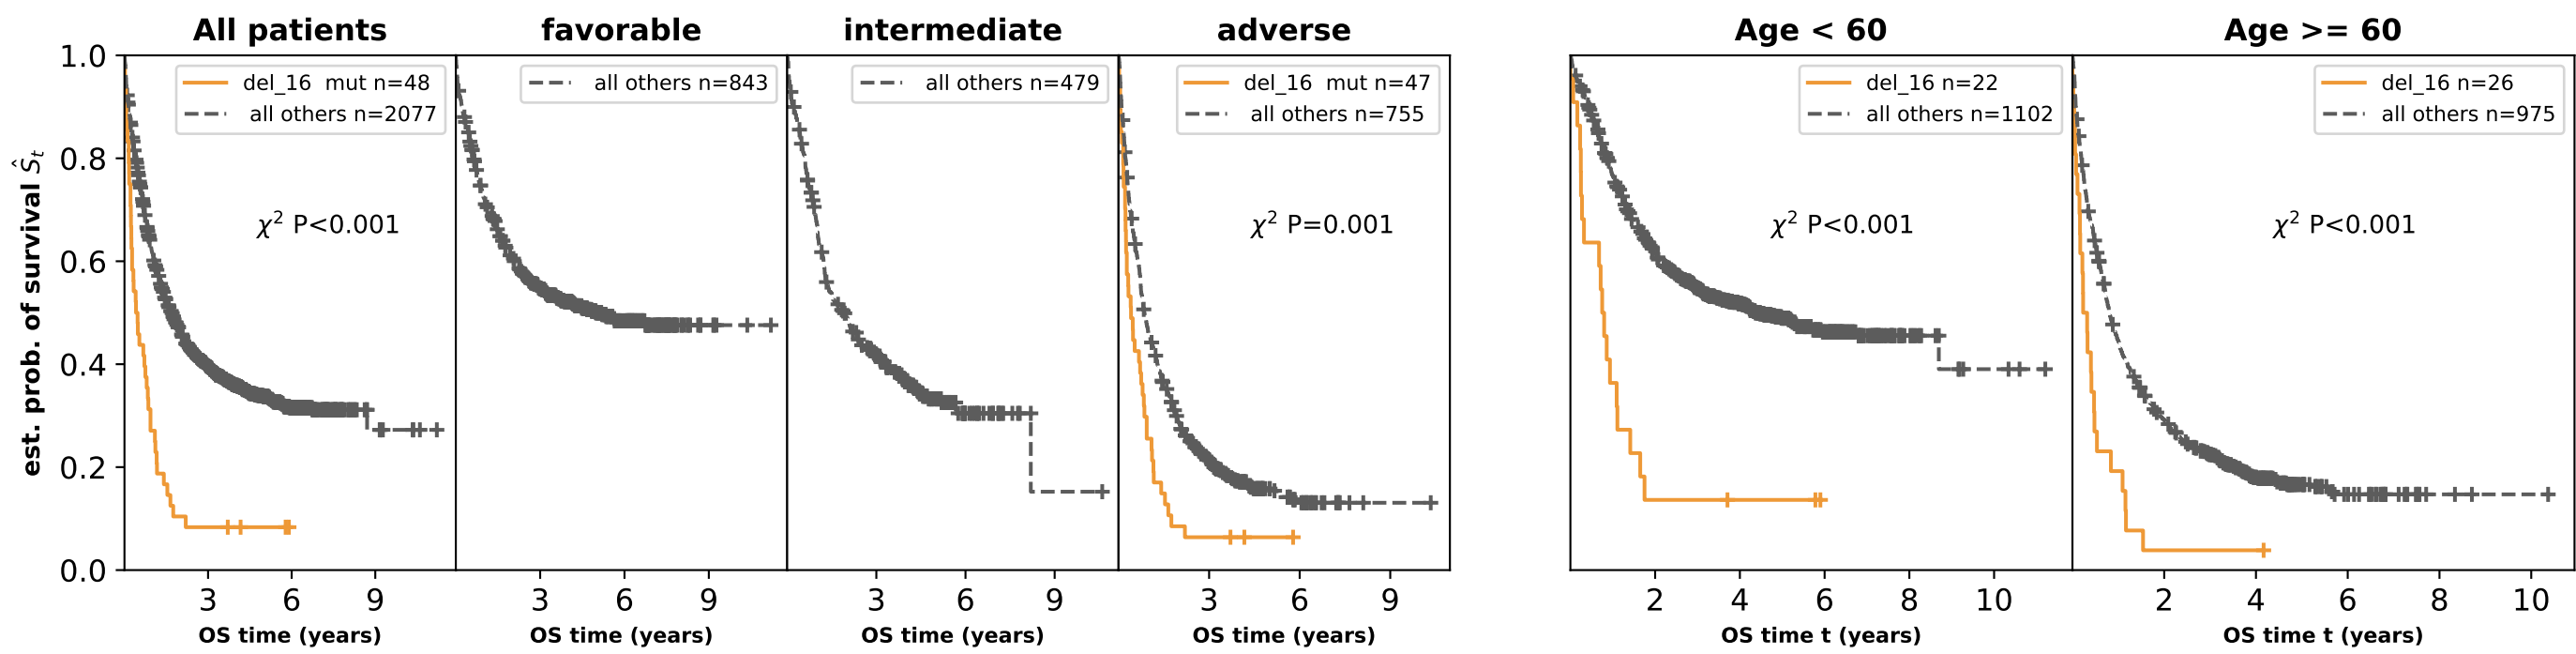 All patients
favorable
intermediate
adverse
Age < 60
Age >= 60
est. prob. of survival Ŝt
1.0
0.8
0.6
0.4
0.2
0.0
del_16 mut n=48
all others n=2077
χ² P<0.001
3 6 9
OS time (years)
all others n=843
3 6 9
OS time (years)
all others n=479
3 6 9
OS time (years)
del_16 mut n=47
all others n=755
χ² P=0.001
3 6 9
OS time (years)
del_16 n=22
all others n=1102
χ² P<0.001
2 4 6 8 10
OS time t (years)
del_16 n=26
all others n=975
χ² P<0.001
2 4 6 8 10
OS time t (years)